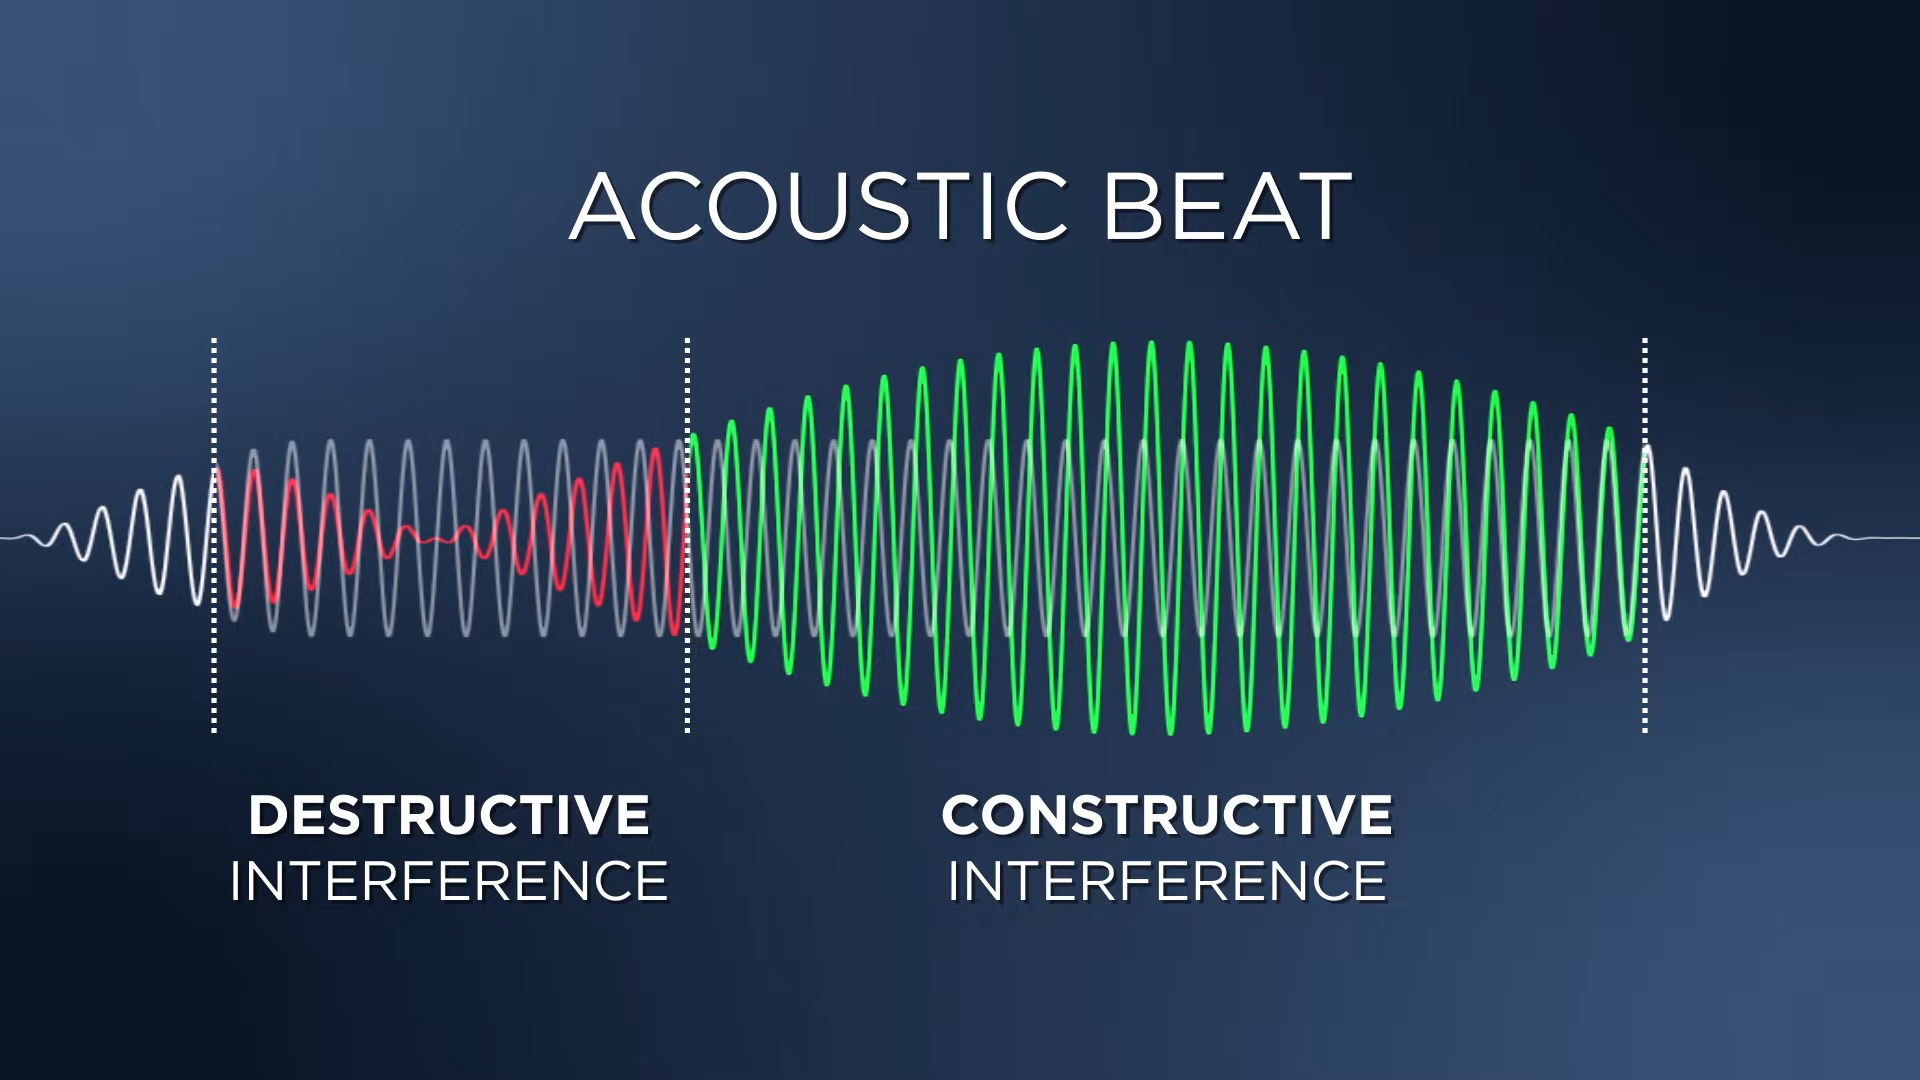 ACOUSTIC BEAT
DESTRUCTIVE
INTERFERENCE
CONSTRUCTIVE
INTERFERENCE